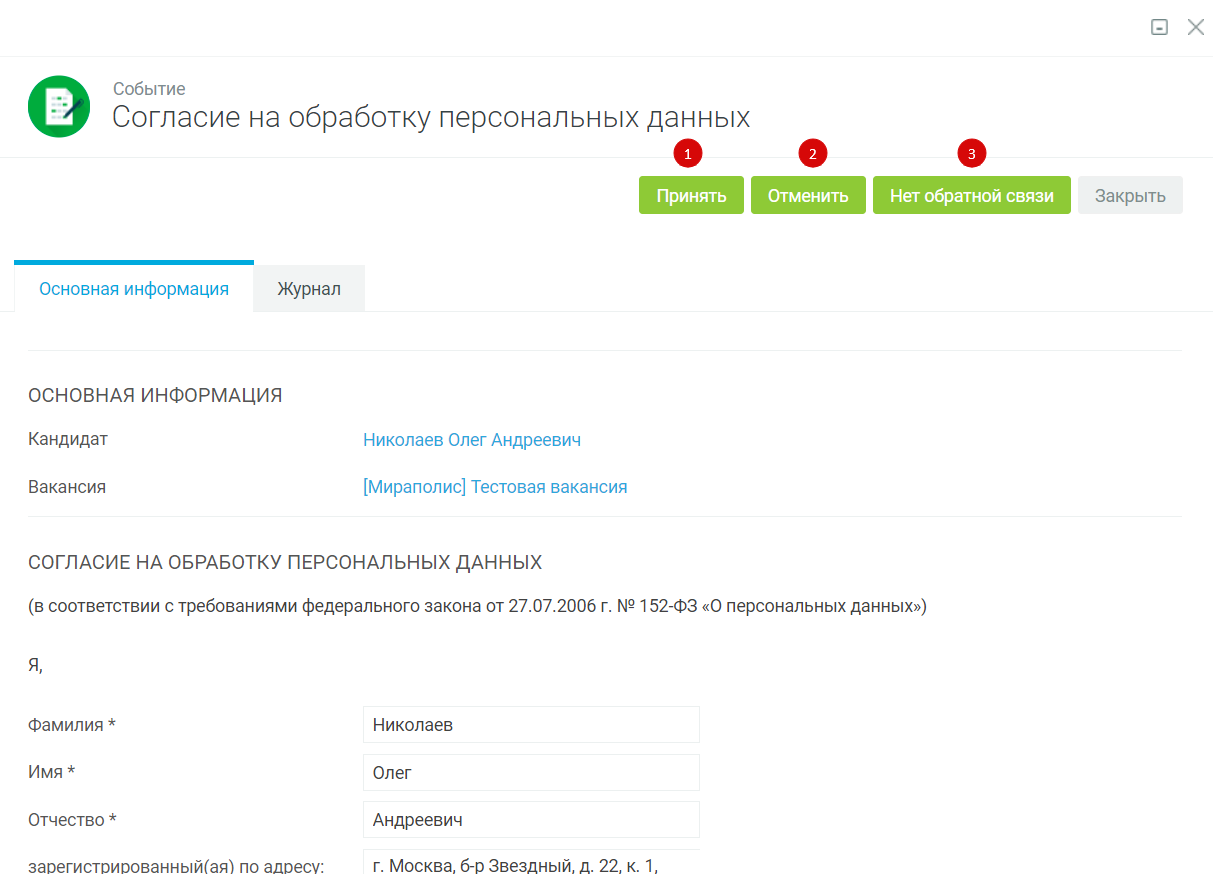 Событие
Согласие на обработку персональных данных
1 2 3
Принять Отменить Нет обратной связи Закрыть
Основная информация Журнал
ОСНОВНАЯ ИНФОРМАЦИЯ
Кандидат Николаев Олег Андреевич
Вакансия [Мираполис] Тестовая вакансия
СОГЛАСИЕ НА ОБРАБОТКУ ПЕРСОНАЛЬНЫХ ДАННЫХ
(в соответствии с требованиями федерального закона от 27.07.2006 г. № 152-ФЗ «О персональных данных»)
Я,
Фамилия * Николаев
Имя * Олег
Отчество * Андреевич
зарегистрированный(ая) по адресу: г. Москва, б-р Звездный, д. 22, к. 1,